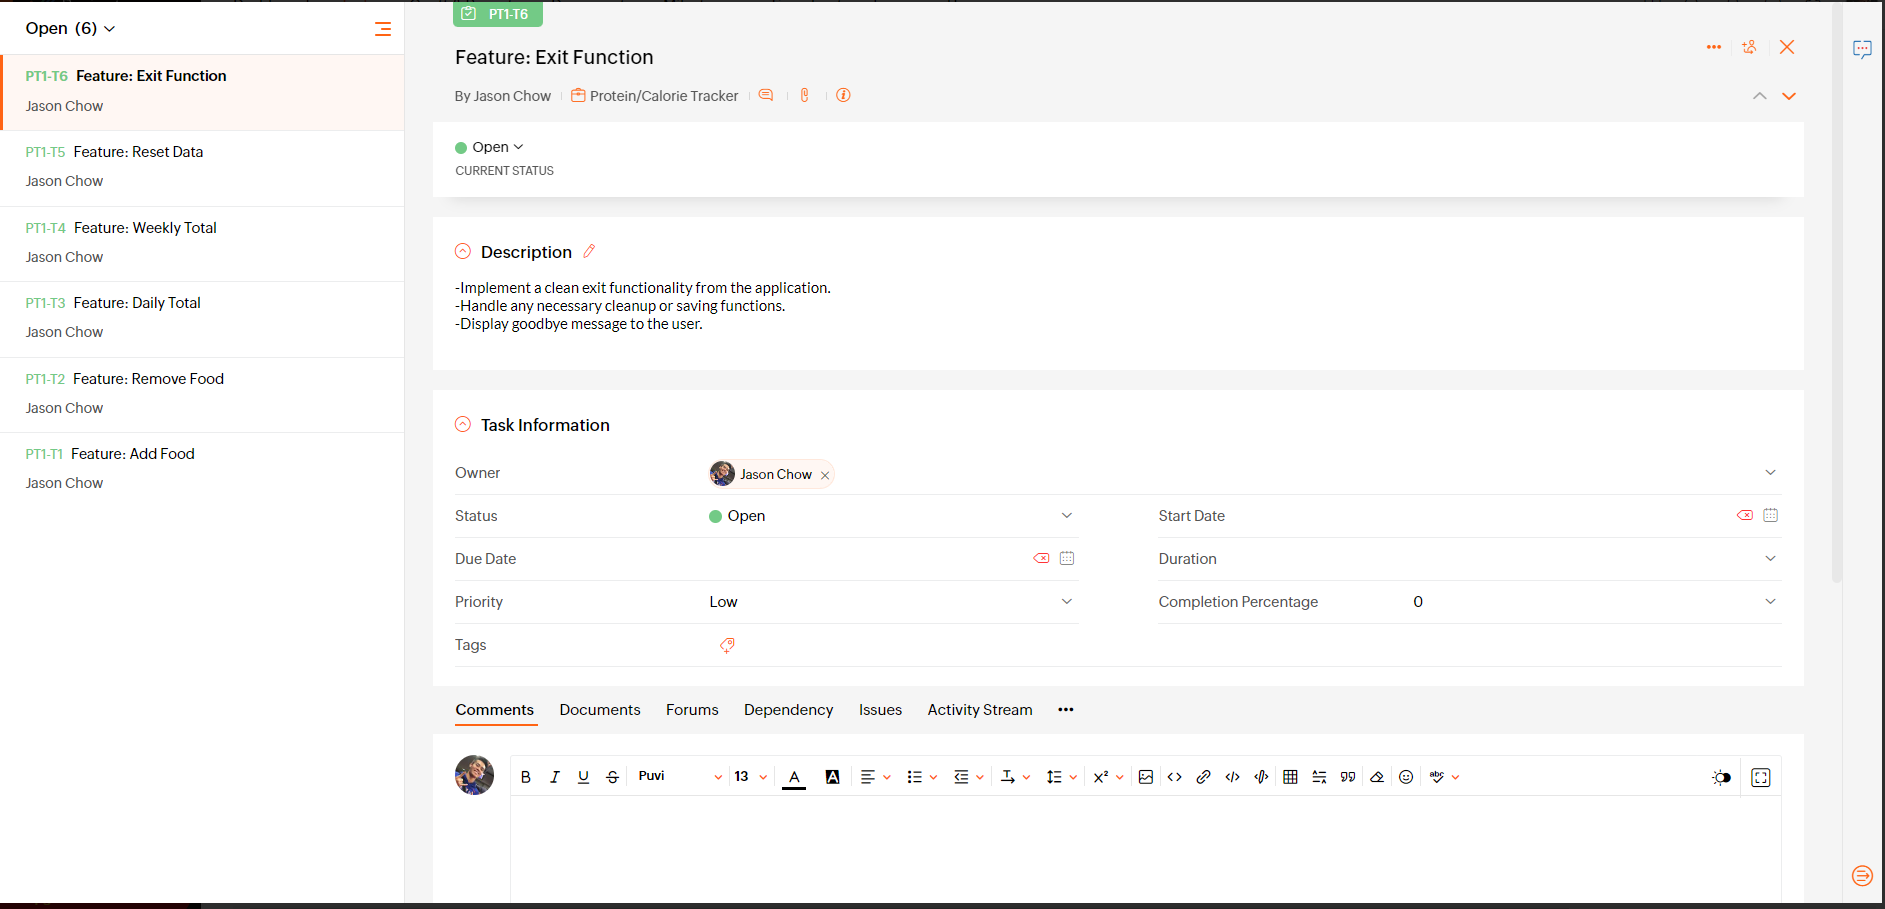 Open (6)
PT1-T6 Feature: Exit Function
Jason Chow
PT1-T5 Feature: Reset Data
Jason Chow
PT1-T4 Feature: Weekly Total
Jason Chow
PT1-T3 Feature: Daily Total
Jason Chow
PT1-T2 Feature: Remove Food
Jason Chow
PT1-T1 Feature: Add Food
Jason Chow
PT1-T6
Feature: Exit Function
By Jason Chow Protein/Calorie Tracker
Open
CURRENT STATUS
Description
-Implement a clean exit functionality from the application.
-Handle any necessary cleanup or saving functions.
-Display goodbye message to the user.
Task Information
Owner Jason Chow
Status Open Start Date
Due Date Duration
Priority Low Completion Percentage 0
Tags
Comments Documents Forums Dependency Issues Activity Stream
Puvi 13